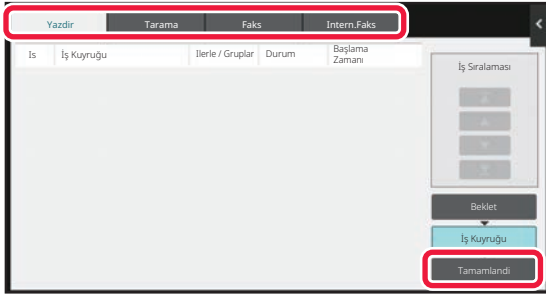 Yazdir Tarama Faks Intern.Faks
Is İş Kuyruğu Ilerle / Gruplar Durum Başlama Zamanı
İş Sıralaması
Beklet
İş Kuyruğu
Tamamlandi